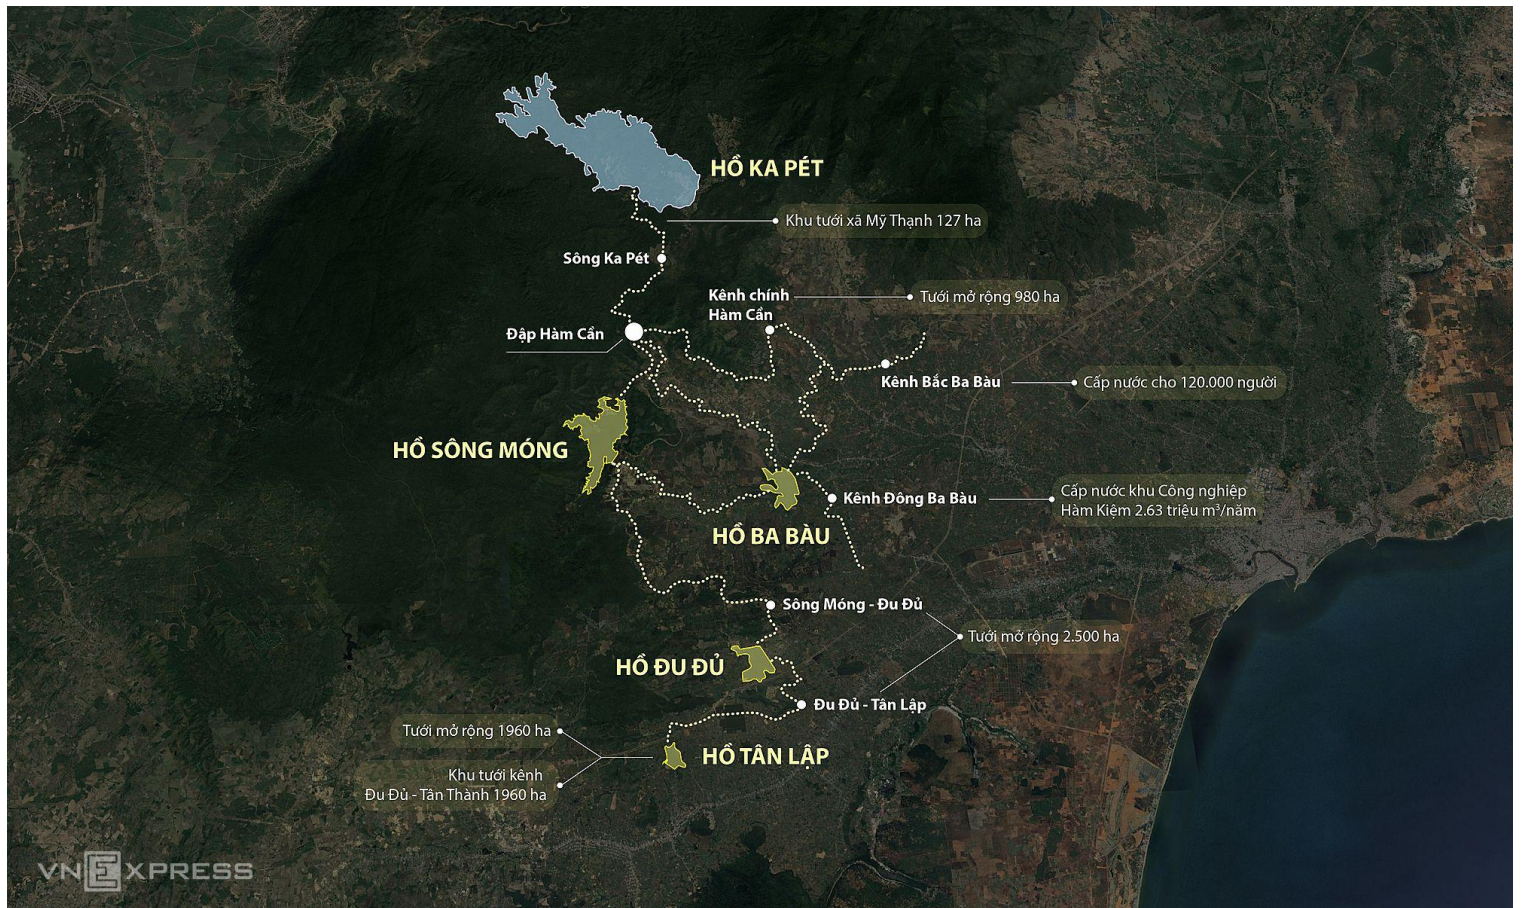 HỒ KA PÉT
Khu tưới xã Mỹ Thạnh 127 ha
Sông Ka Pét
Kênh chính
Hàm Cần
Tưới mở rộng 980 ha
Đập Hàm Cần
Kênh Bắc Ba Bàu
Cấp nước cho 120.000 người
HỒ SÔNG MÓNG
Kênh Đông Ba Bàu
Cấp nước khu Công nghiệp
Hàm Kiệm 2.63 triệu m³/năm
HỒ BA BÀU
Sông Móng - Đu Đủ
Tưới mở rộng 2.500 ha
HỒ ĐU ĐỦ
Đu Đủ - Tân Lập
Tưới mở rộng 1960 ha
HỒ TÂN LẬP
Khu tưới kênh
Đu Đủ - Tân Thành 1960 ha
VNEXPRESS